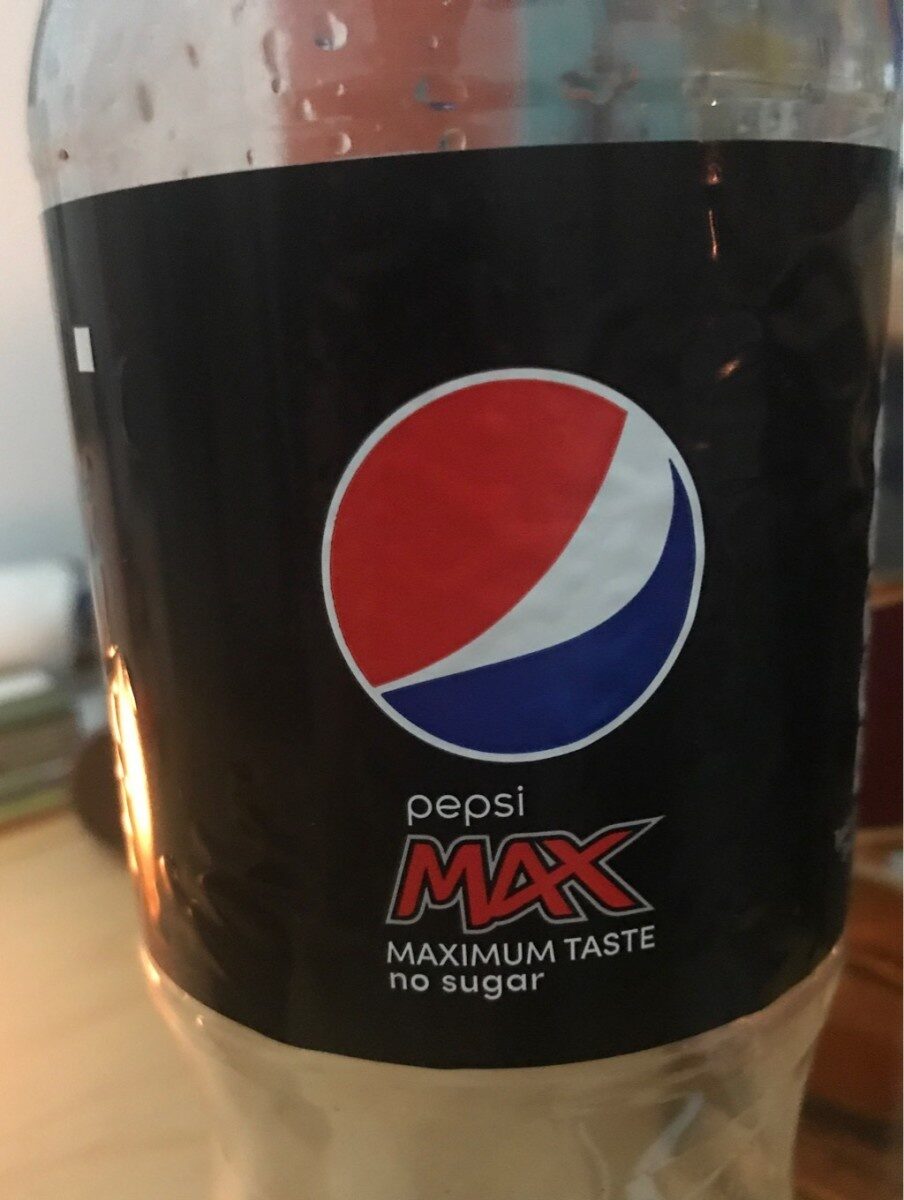 pepsi
MAX
MAXIMUM TASTE
no sugar